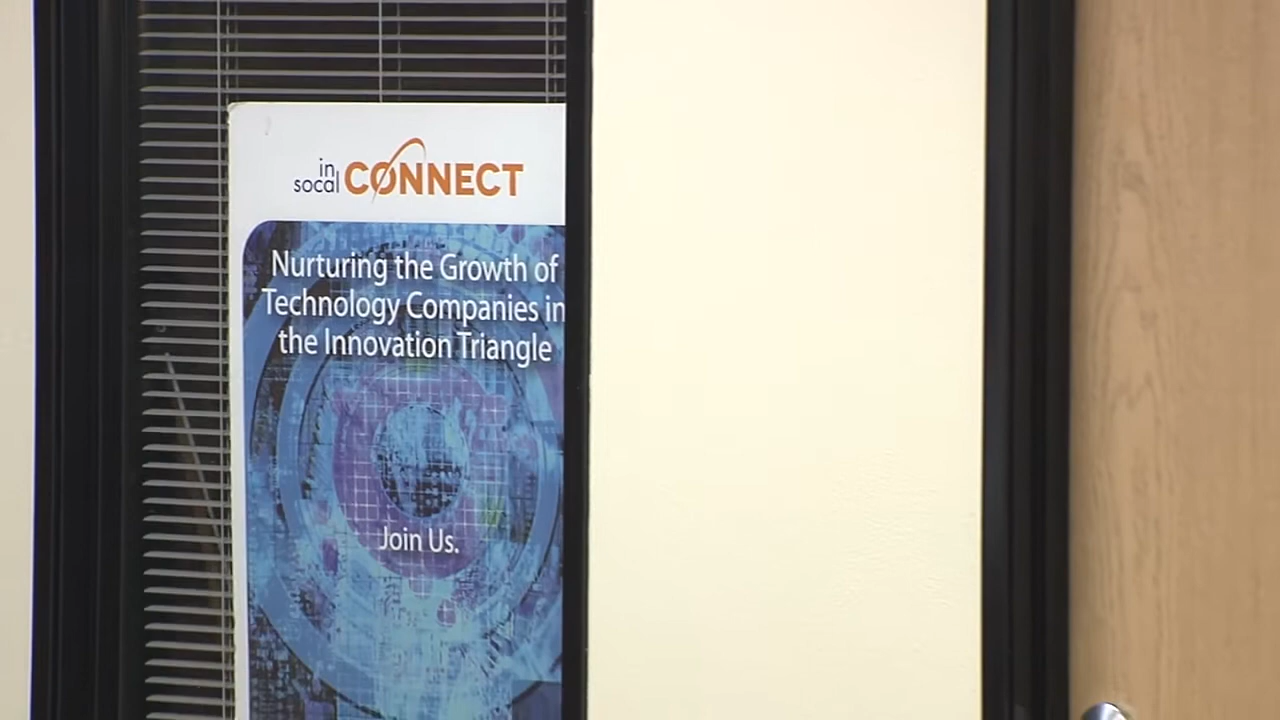 in
socal CONNECT
Nurturing the Growth of
Technology Companies in
the Innovation Triangle
Join Us.